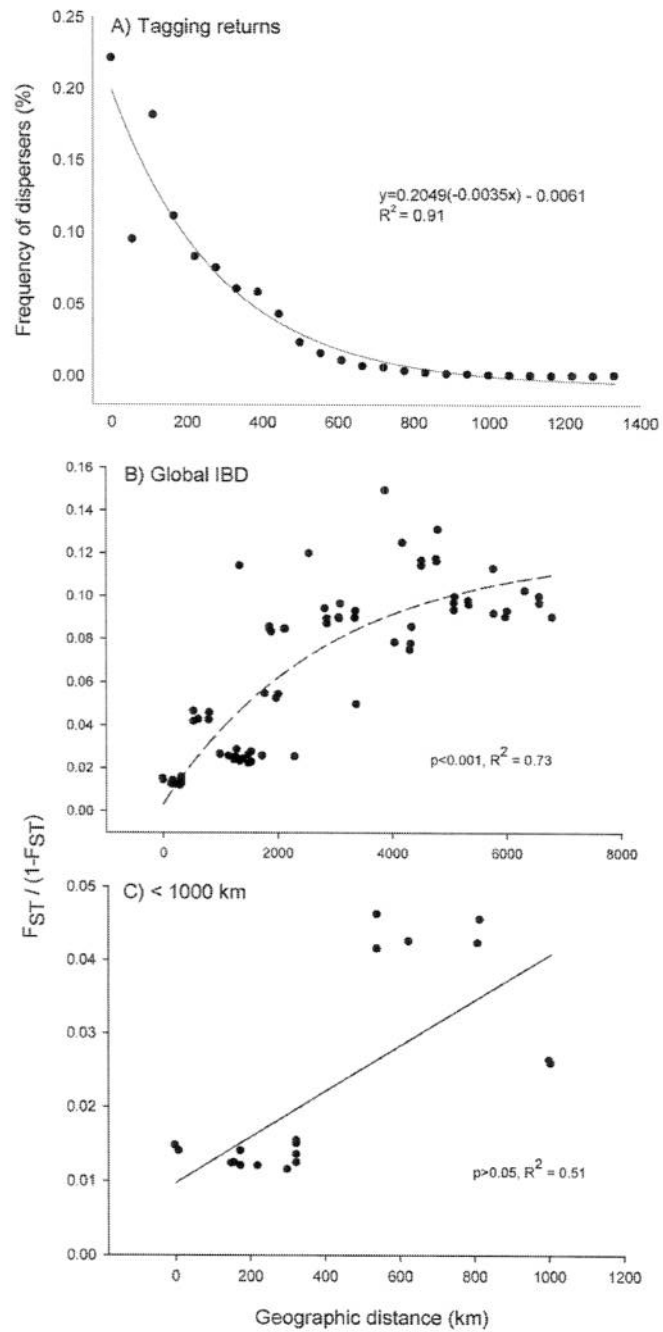 A) Tagging returns
0.25
0.20
0.15
0.10
0.05
0.00
Frequency of dispersers (%)
y=0.2049(-0.0035x) - 0.0061
R² = 0.91
0 200 400 600 800 1000 1200 1400
B) Global IBD
0.16
0.14
0.12
0.10
0.08
0.06
0.04
0.02
0.00
p<0.001, R² = 0.73
0 2000 4000 6000 8000
FST / (1-FST)
C) < 1000 km
0.05
0.04
0.03
0.02
0.01
0.00
p>0.05, R² = 0.51
0 200 400 600 800 1000 1200
Geographic distance (km)